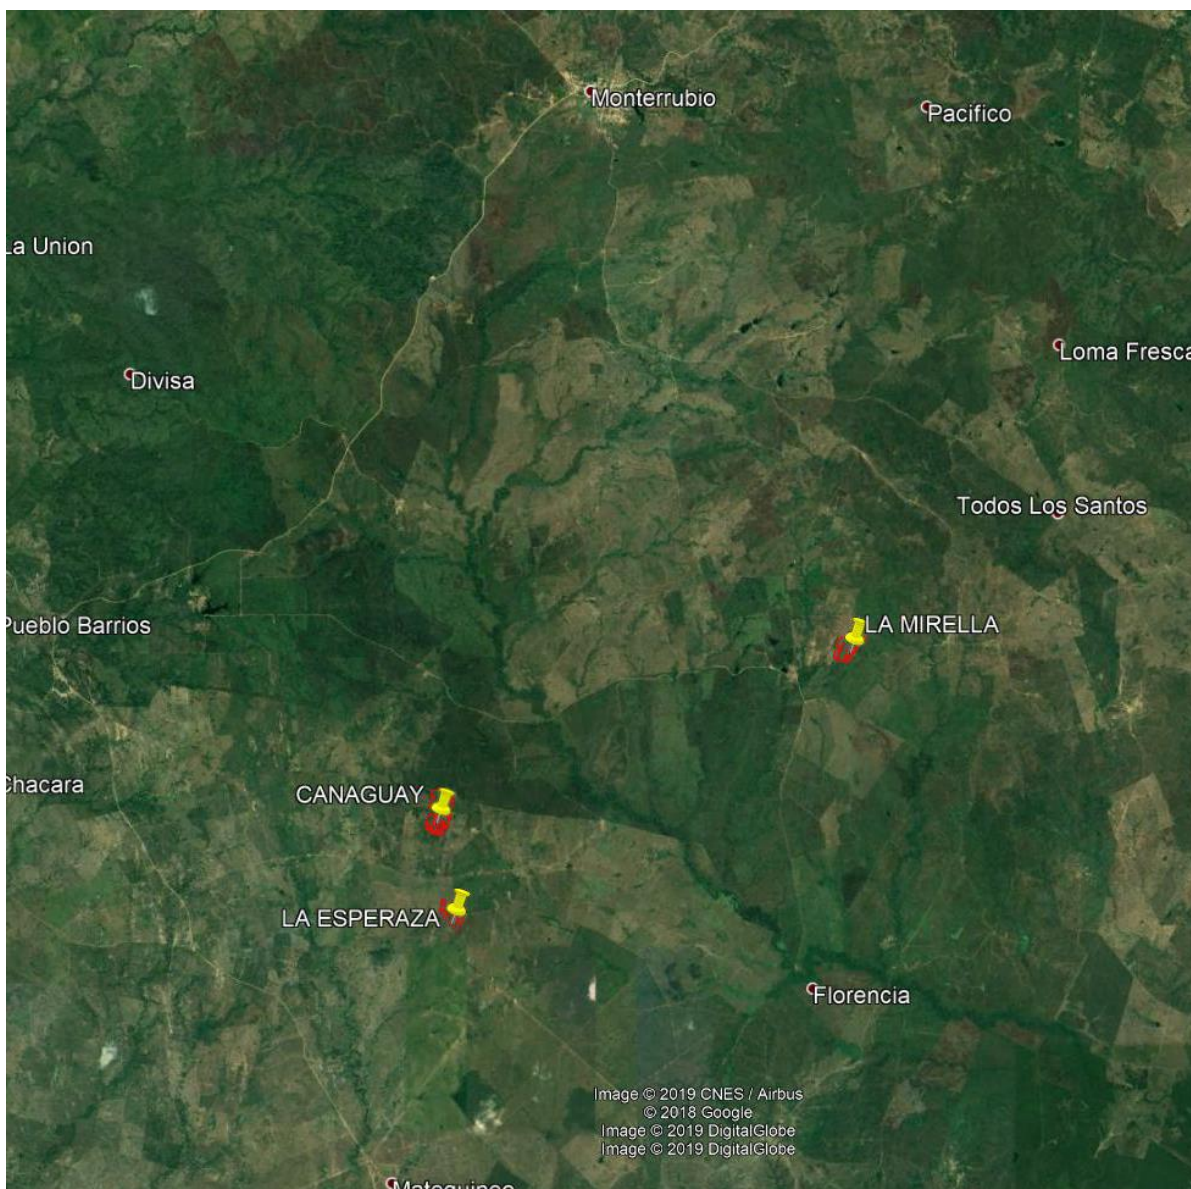 Monterrubio
Pacifico
La Union
Loma Fresca
Divisa
Todos Los Santos
LA MIRELLA
Pueblo Barrios
Chacara
CANAGUAY
LA ESPERAZA
Florencia
Image © 2019 CNES / Airbus
© 2018 Google
Image © 2019 DigitalGlobe
Image © 2019 DigitalGlobe